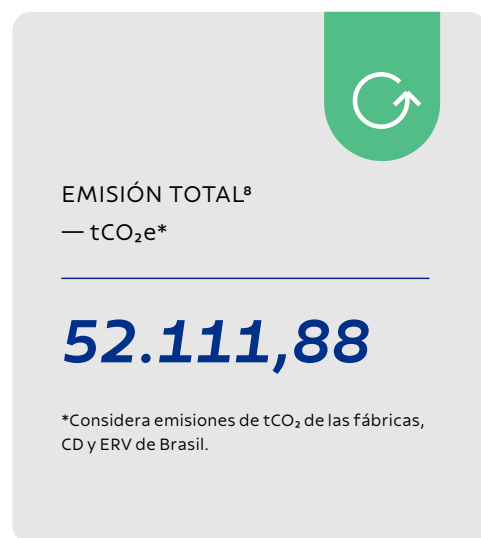 EMISIÓN TOTAL⁸
— tCO₂e*
52.111,88
*Considera emisiones de tCO₂ de las fábricas,
CD y ERV de Brasil.